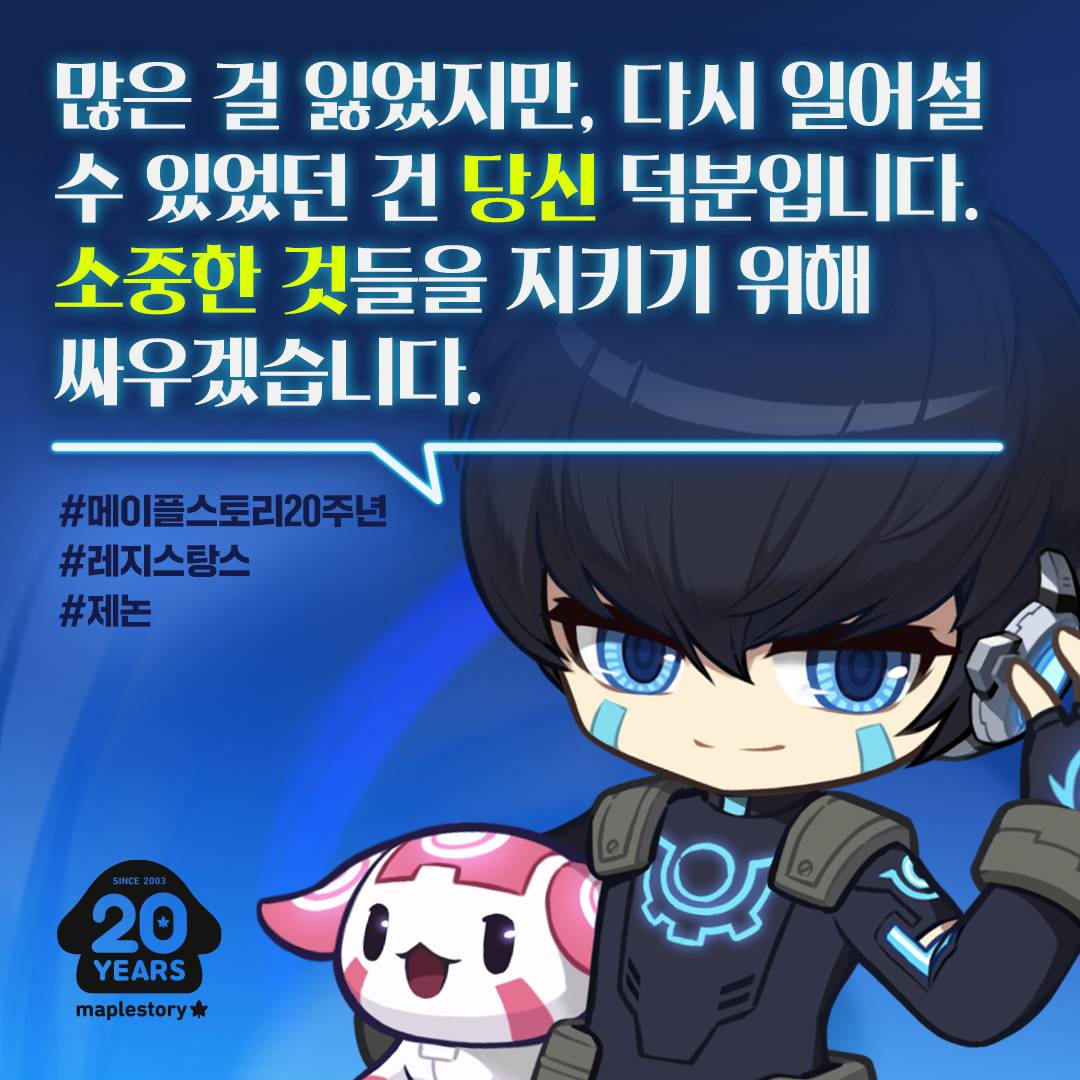 많은 걸 잃었지만, 다시 일어설
수 있었던 건 당신 덕분입니다.
소중한 것들을 지키기 위해
싸우겠습니다.
#메이플스토리20주년
#레지스탕스
#제논
SINCE 2003
20
YEARS
maplestory